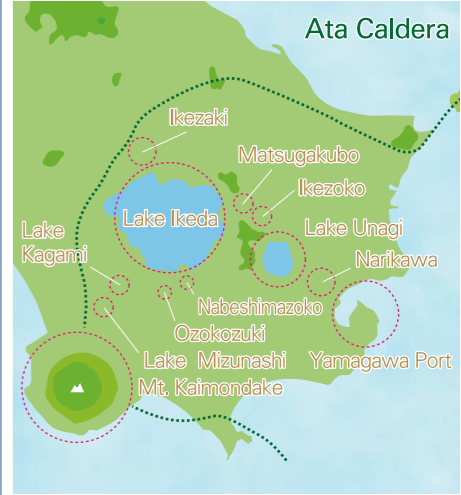 Ata Caldera
Ikezaki
Matsugakubo
Ikezoko
Lake Ikeda
Lake Unagi
Lake
Kagami
Narikawa
Nabeshimazoko
Ozokozuki
Lake Mizunashi
Yamagawa Port
Mt. Kaimondake